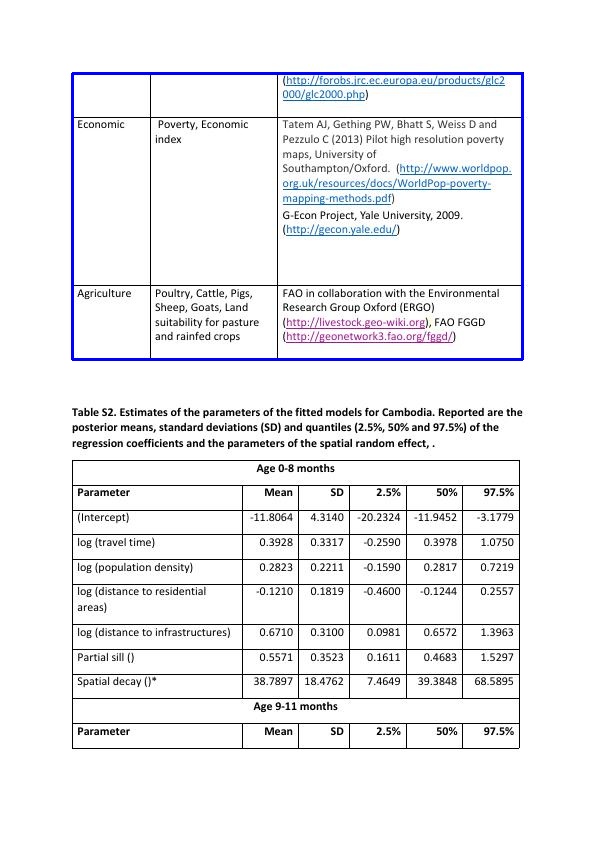 (http://forobs.jrc.ec.europa.eu/products/glc2
000/glc2000.php)
Economic
Poverty, Economic
index
Tatem AJ, Gething PW, Bhatt S, Weiss D and
Pezzulo C (2013) Pilot high resolution poverty
maps, University of
Southampton/Oxford. (http://www.worldpop.
org.uk/resources/docs/WorldPop-poverty-
mapping-methods.pdf)
G-Econ Project, Yale University, 2009.
(http://gecon.yale.edu/)
Agriculture
Poultry, Cattle, Pigs,
Sheep, Goats, Land
suitability for pasture
and rainfed crops
FAO in collaboration with the Environmental
Research Group Oxford (ERGO)
(http://livestock.geo-wiki.org), FAO FGGD
(http://geonetwork3.fao.org/fggd/)
Table S2. Estimates of the parameters of the fitted models for Cambodia. Reported are the
posterior means, standard deviations (SD) and quantiles (2.5%, 50% and 97.5%) of the
regression coefficients and the parameters of the spatial random effect, .
Age 0-8 months
Parameter Mean SD 2.5% 50% 97.5%
(Intercept) -11.8064 4.3140 -20.2324 -11.9452 -3.1779
log (travel time) 0.3928 0.3317 -0.2590 0.3978 1.0750
log (population density) 0.2823 0.2211 -0.1590 0.2817 0.7219
log (distance to residential -0.1210 0.1819 -0.4600 -0.1244 0.2557
areas)
log (distance to infrastructures) 0.6710 0.3100 0.0981 0.6572 1.3963
Partial sill () 0.5571 0.3523 0.1611 0.4683 1.5297
Spatial decay ()* 38.7897 18.4762 7.4649 39.3848 68.5895
Age 9-11 months
Parameter Mean SD 2.5% 50% 97.5%